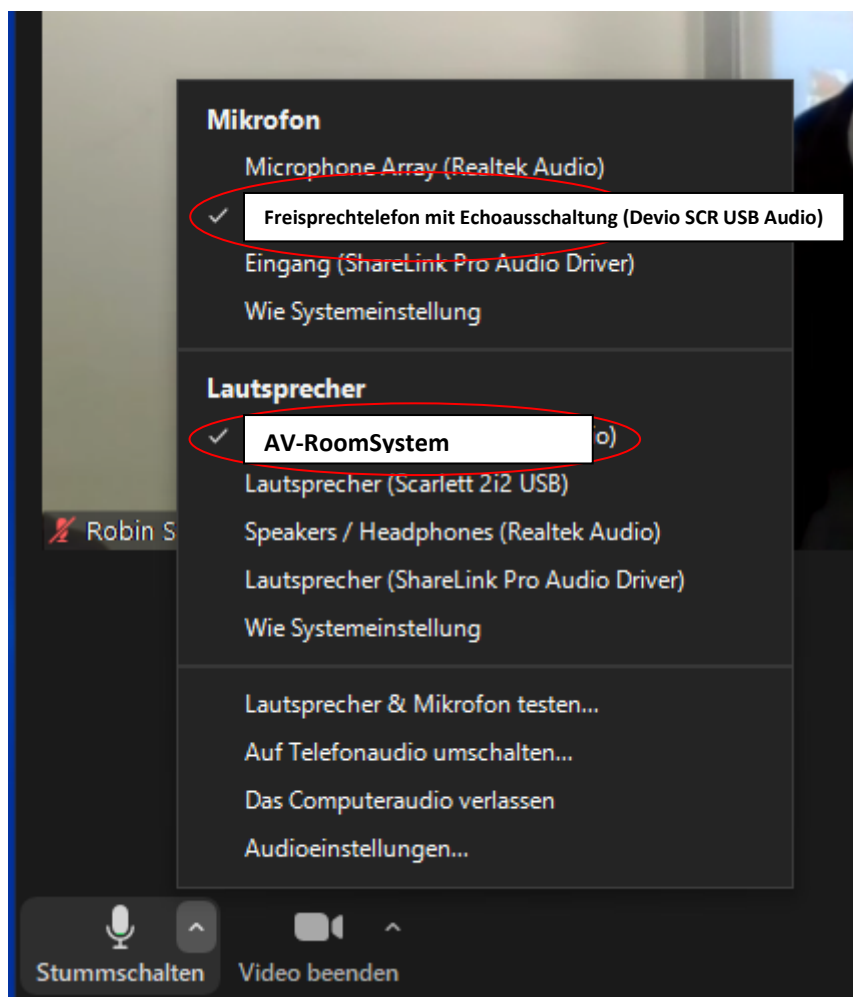 Mikrofon
Microphone Array (Realtek Audio)
Freisprechtelefon mit Echoausschaltung (Devio SCR USB Audio)
Eingang (ShareLink Pro Audio Driver)
Wie Systemeinstellung
Lautsprecher
AV-RoomSystem o)
Lautsprecher (Scarlett 2i2 USB)
Robin S
Speakers / Headphones (Realtek Audio)
Lautsprecher (ShareLink Pro Audio Driver)
Wie Systemeinstellung
Lautsprecher & Mikrofon testen...
Auf Telefonaudio umschalten...
Das Computeraudio verlassen
Audioeinstellungen...
Stummschalten
Video beenden